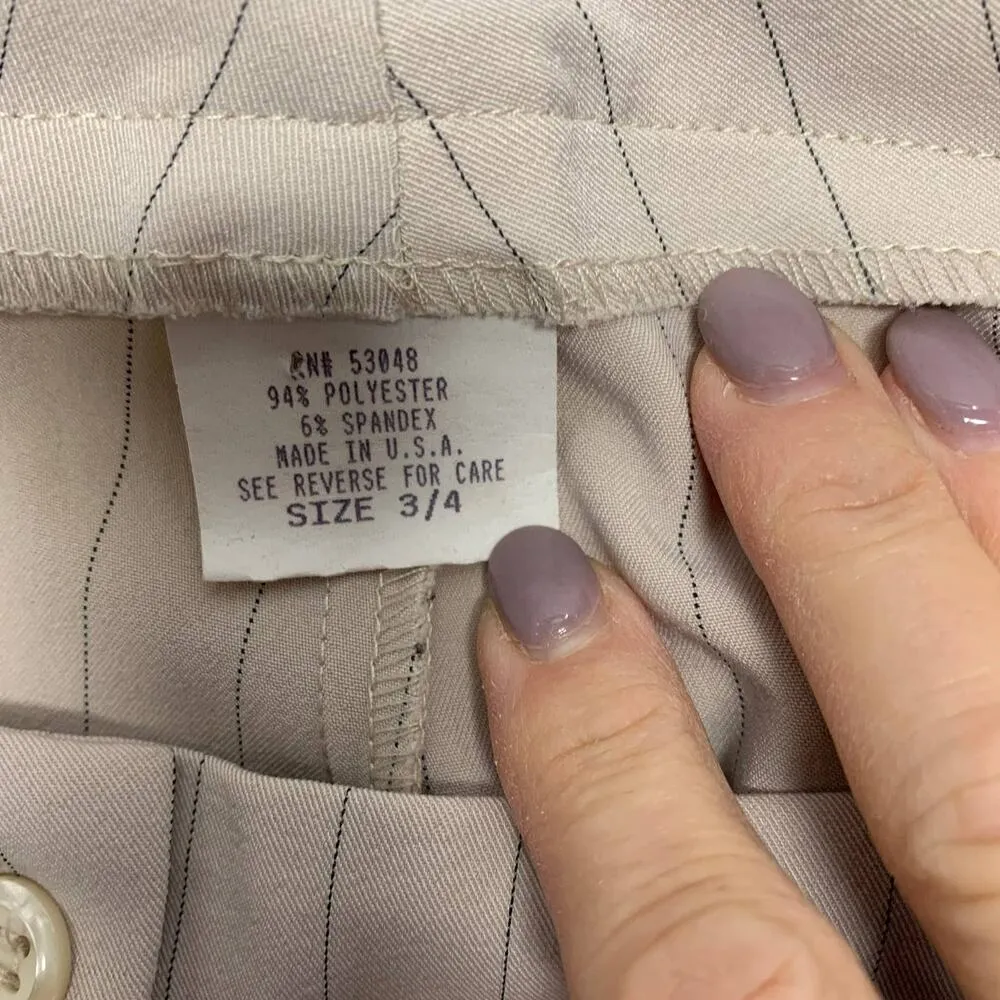 RN# 53048
94% POLYESTER
6% SPANDEX
MADE IN U.S.A.
SEE REVERSE FOR CARE
SIZE 3/4